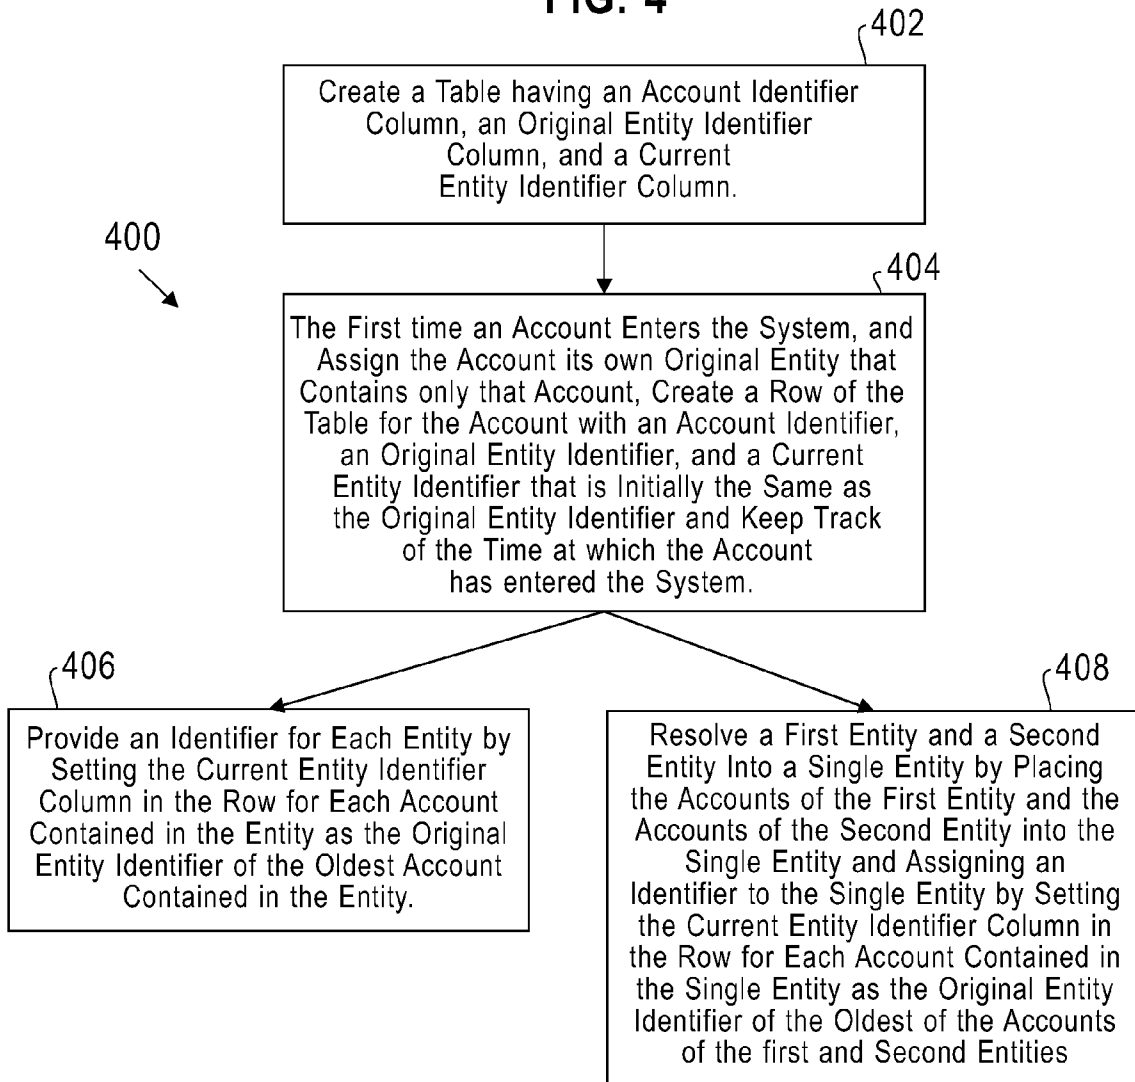 FIG. 4
402
Create a Table having an Account Identifier
Column, an Original Entity Identifier
Column, and a Current
Entity Identifier Column.
400
404
The First time an Account Enters the System, and
Assign the Account its own Original Entity that
Contains only that Account, Create a Row of the
Table for the Account with an Account Identifier,
an Original Entity Identifier, and a Current
Entity Identifier that is Initially the Same as
the Original Entity Identifier and Keep Track
of the Time at which the Account
has entered the System.
406
Provide an Identifier for Each Entity by
Setting the Current Entity Identifier
Column in the Row for Each Account
Contained in the Entity as the Original
Entity Identifier of the Oldest Account
Contained in the Entity.
408
Resolve a First Entity and a Second
Entity Into a Single Entity by Placing
the Accounts of the First Entity and the
Accounts of the Second Entity into the
Single Entity and Assigning an
Identifier to the Single Entity by Setting
the Current Entity Identifier Column in
the Row for Each Account Contained in
the Single Entity as the Original Entity
Identifier of the Oldest of the Accounts
of the first and Second Entities